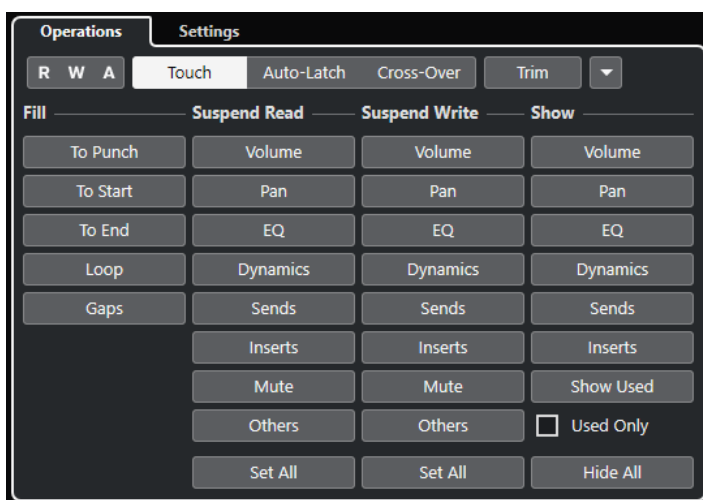 Operations Settings
R W A Touch Auto-Latch Cross-Over Trim
Fill Suspend Read Suspend Write Show
To Punch Volume Volume Volume
To Start Pan Pan Pan
To End EQ EQ EQ
Loop Dynamics Dynamics Dynamics
Gaps Sends Sends Sends
Inserts Inserts Inserts
Mute Mute Show Used
Others Others Used Only
Set All Set All Hide All